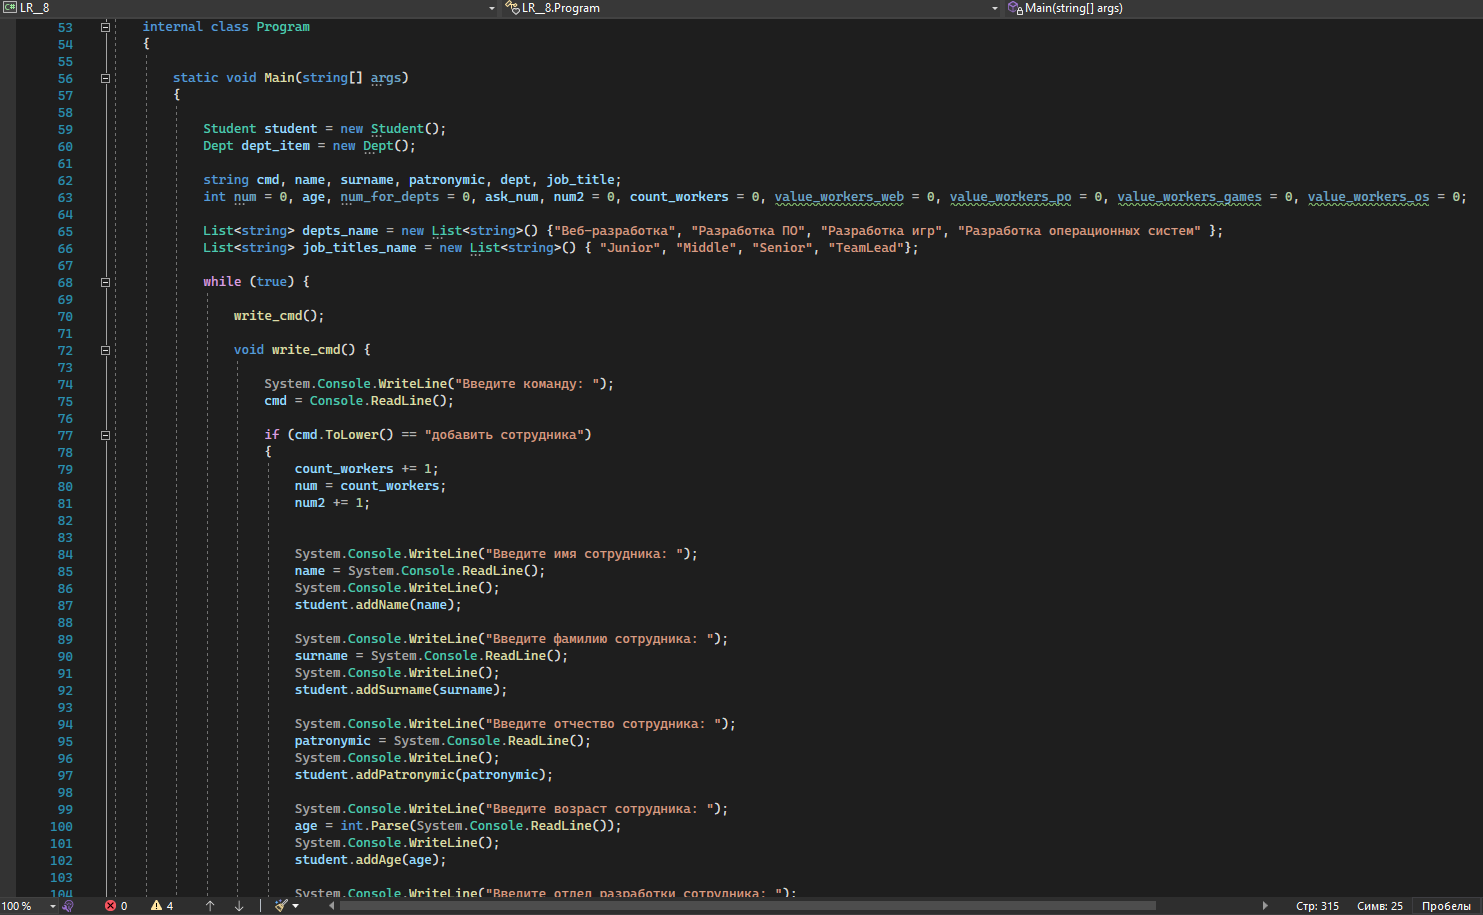 LR__8 LR__8.Program Main(string[] args)
53 internal class Program
54 {
55
56 static void Main(string[] args)
57 {
58
59 Student student = new Student();
60 Dept dept_item = new Dept();
61
62 string cmd, name, surname, patronymic, dept, job_title;
63 int num = 0, age, num_for_depts = 0, ask_num, num2 = 0, count_workers = 0, value_workers_web = 0, value_workers_po = 0, value_workers_games = 0, value_workers_os = 0;
64
65 List<string> depts_name = new List<string>() {"Веб-разработка", "Разработка ПО", "Разработка игр", "Разработка операционных систем" };
66 List<string> job_titles_name = new List<string>() { "Junior", "Middle", "Senior", "TeamLead"};
67
68 while (true) {
69
70 write_cmd();
71
72 void write_cmd() {
73
74 System.Console.WriteLine("Введите команду: ");
75 cmd = Console.ReadLine();
76
77 if (cmd.ToLower() == "добавить сотрудника")
78 {
79 count_workers += 1;
80 num = count_workers;
81 num2 += 1;
82
83
84 System.Console.WriteLine("Введите имя сотрудника: ");
85 name = System.Console.ReadLine();
86 System.Console.WriteLine();
87 student.addName(name);
88
89 System.Console.WriteLine("Введите фамилию сотрудника: ");
90 surname = System.Console.ReadLine();
91 System.Console.WriteLine();
92 student.addSurname(surname);
93
94 System.Console.WriteLine("Введите отчество сотрудника: ");
95 patronymic = System.Console.ReadLine();
96 System.Console.WriteLine();
97 student.addPatronymic(patronymic);
98
99 System.Console.WriteLine("Введите возраст сотрудника: ");
100 age = int.Parse(System.Console.ReadLine());
101 System.Console.WriteLine();
102 student.addAge(age);
103
104 System.Console.WriteLine("Введите отдел разработки сотрудника: ");
100 % 0 4 Стр: 315 Симв: 25 Пробелы